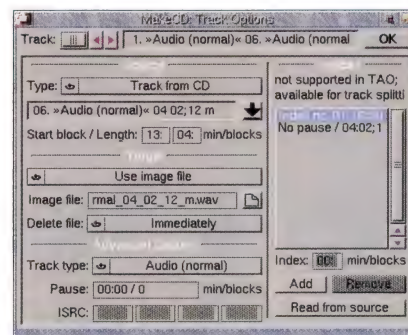 MakeCD: Track Options
Track: 1. »Audio (normal)« 06. »Audio (normal OK
Type: Track from CD
06. »Audio (normal)« 04 02;12 m
Start block / Length: 13: 04: min/blocks
Use image file
Image file: rmal_04_02_12_m.wav
Delete file: Immediately
Track type: Audio (normal)
Pause: 00:00 / 0 min/blocks
ISRC:
not supported in TAO;
available for track splitti
No pause / 04:02;1
Index: 00: min/blocks
Add Remove
Read from source